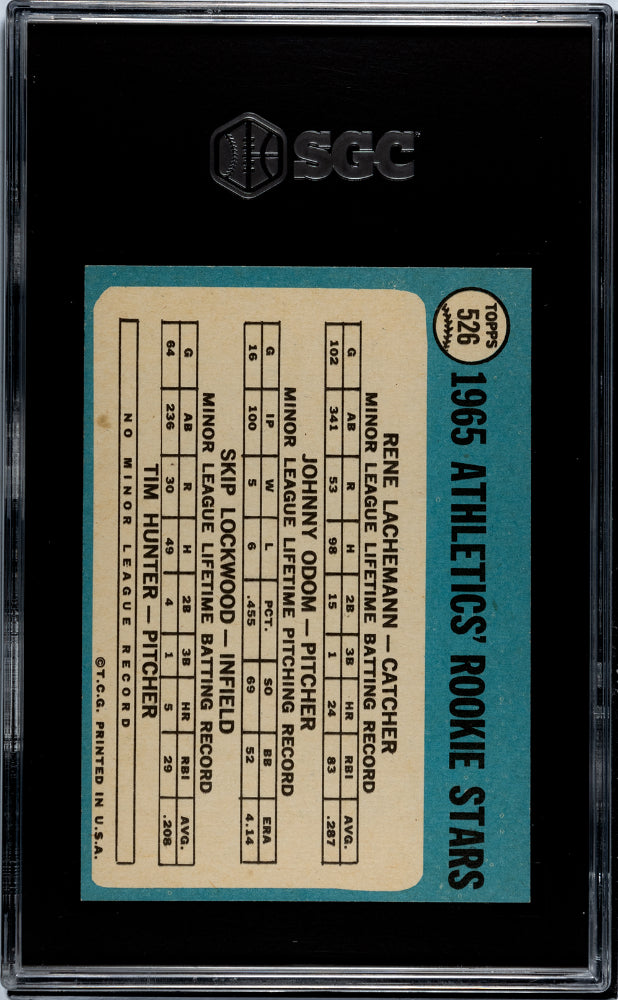 SGC
TOPPS
526
1965 ATHLETICS' ROOKIE STARS
RENE LACHEMANN — CATCHER
MINOR LEAGUE LIFETIME BATTING RECORD
G AB R H 2B 3B HR RBI AVG.
102 341 53 98 15 1 24 83 .287
JOHNNY ODOM — PITCHER
MINOR LEAGUE LIFETIME PITCHING RECORD
G IP W L PCT. SO BB ERA
16 100 5 6 .455 69 52 4.14
SKIP LOCKWOOD — INFIELD
MINOR LEAGUE LIFETIME BATTING RECORD
G AB R H 2B 3B HR RBI AVG.
64 236 30 49 4 1 5 29 .208
TIM HUNTER — PITCHER
NO MINOR LEAGUE RECORD
©T.C.G. PRINTED IN U.S.A.